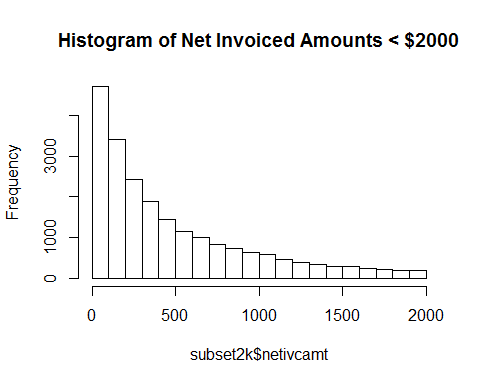 Histogram of Net Invoiced Amounts < $2000
Frequency
3000
1000
0
0 500 1000 1500 2000
subset2k$netivcamt